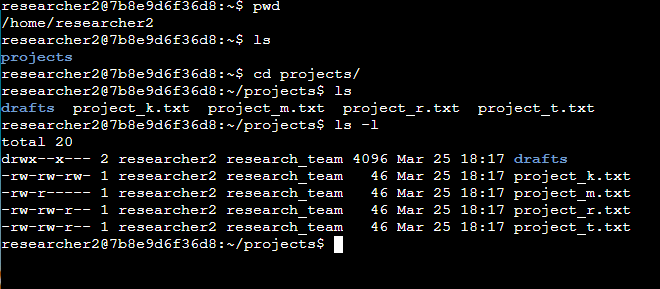 researcher2@7b8e9d6f36d8:~$ pwd
/home/researcher2
researcher2@7b8e9d6f36d8:~$ ls
projects
researcher2@7b8e9d6f36d8:~$ cd projects/
researcher2@7b8e9d6f36d8:~/projects$ ls
drafts  project_k.txt  project_m.txt  project_r.txt  project_t.txt
researcher2@7b8e9d6f36d8:~/projects$ ls -l
total 20
drwx--x--- 2 researcher2 research_team 4096 Mar 25 18:17 drafts
-rw-rw-rw- 1 researcher2 research_team   46 Mar 25 18:17 project_k.txt
-rw-r----- 1 researcher2 research_team   46 Mar 25 18:17 project_m.txt
-rw-rw-r-- 1 researcher2 research_team   46 Mar 25 18:17 project_r.txt
-rw-rw-r-- 1 researcher2 research_team   46 Mar 25 18:17 project_t.txt
researcher2@7b8e9d6f36d8:~/projects$